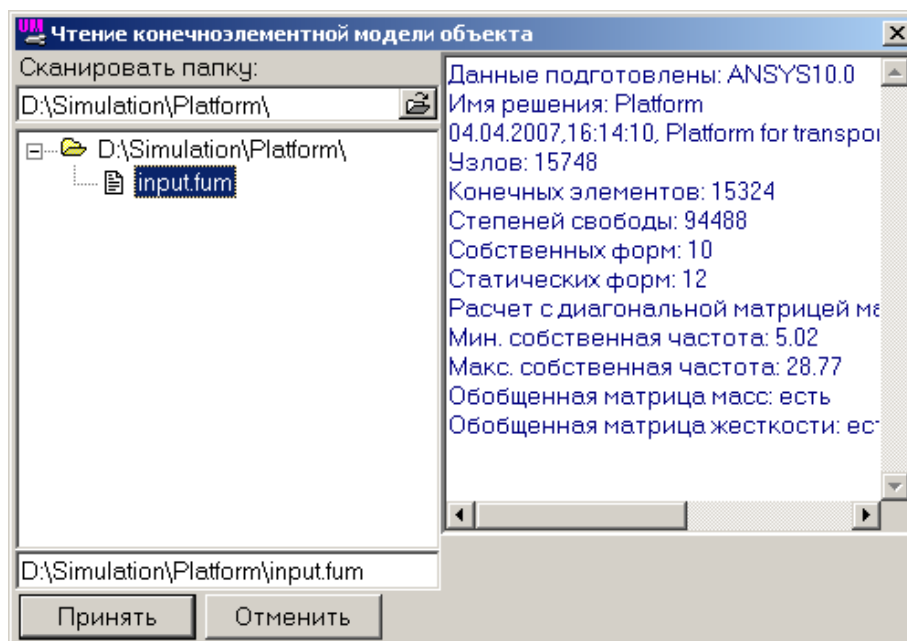 UM Чтение конечноэлементной модели объекта
Сканировать папку:
D:\Simulation\Platform\
D:\Simulation\Platform\
input.fum
D:\Simulation\Platform\input.fum
Принять Отменить
Данные подготовлены: ANSYS10.0
Имя решения: Platform
04.04.2007,16:14:10, Platform for transpor
Узлов: 15748
Конечных элементов: 15324
Степеней свободы: 94488
Собственных форм: 10
Статических форм: 12
Расчет с диагональной матрицей ма
Мин. собственная частота: 5.02
Макс. собственная частота: 28.77
Обобщенная матрица масс: есть
Обобщенная матрица жесткости: ест